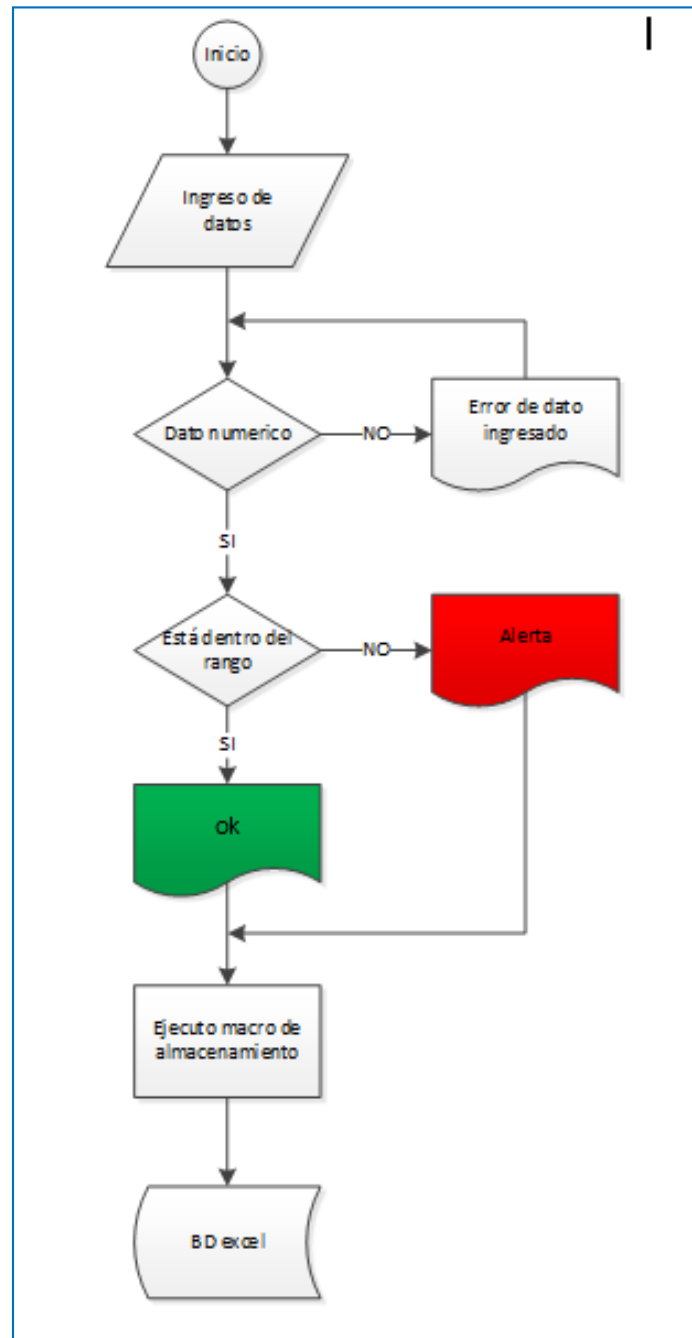 Inicio
Ingreso de
datos
Dato numerico
NO
Error de dato
ingresado
SI
Está dentro del
rango
NO
Alerta
SI
ok
Ejecuto macro de
almacenamiento
BD excel